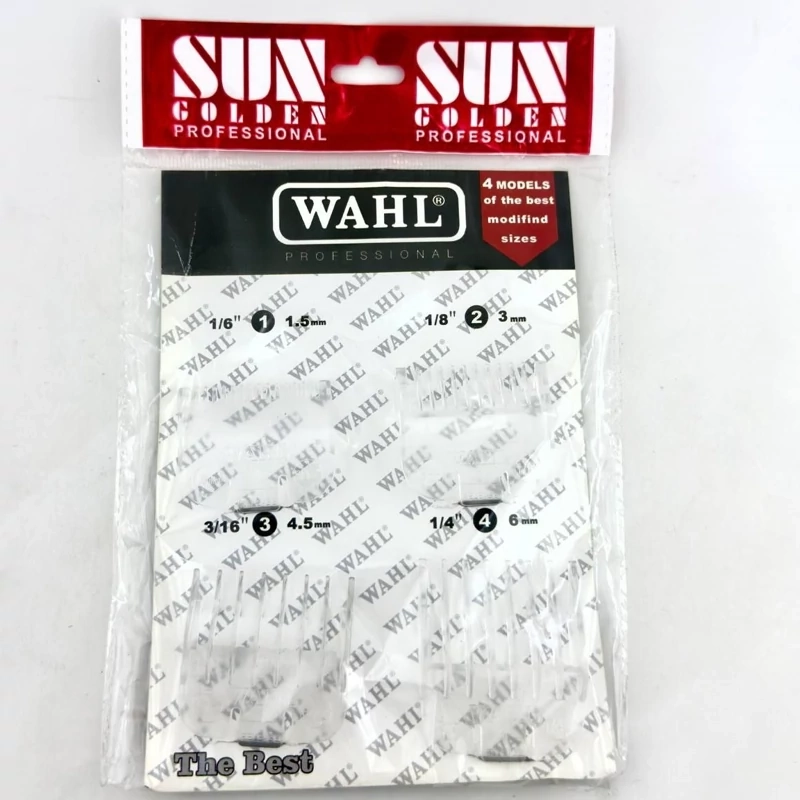 SUN SUN
GOLDEN GOLDEN
PROFESSIONAL PROFESSIONAL
WAHL®
PROFESSIONAL
4 MODELS
of the best
modifind
sizes
1/6" 1 1.5mm
1/8" 2 3mm
3/16" 3 4.5mm
1/4" 4 6mm
The Best